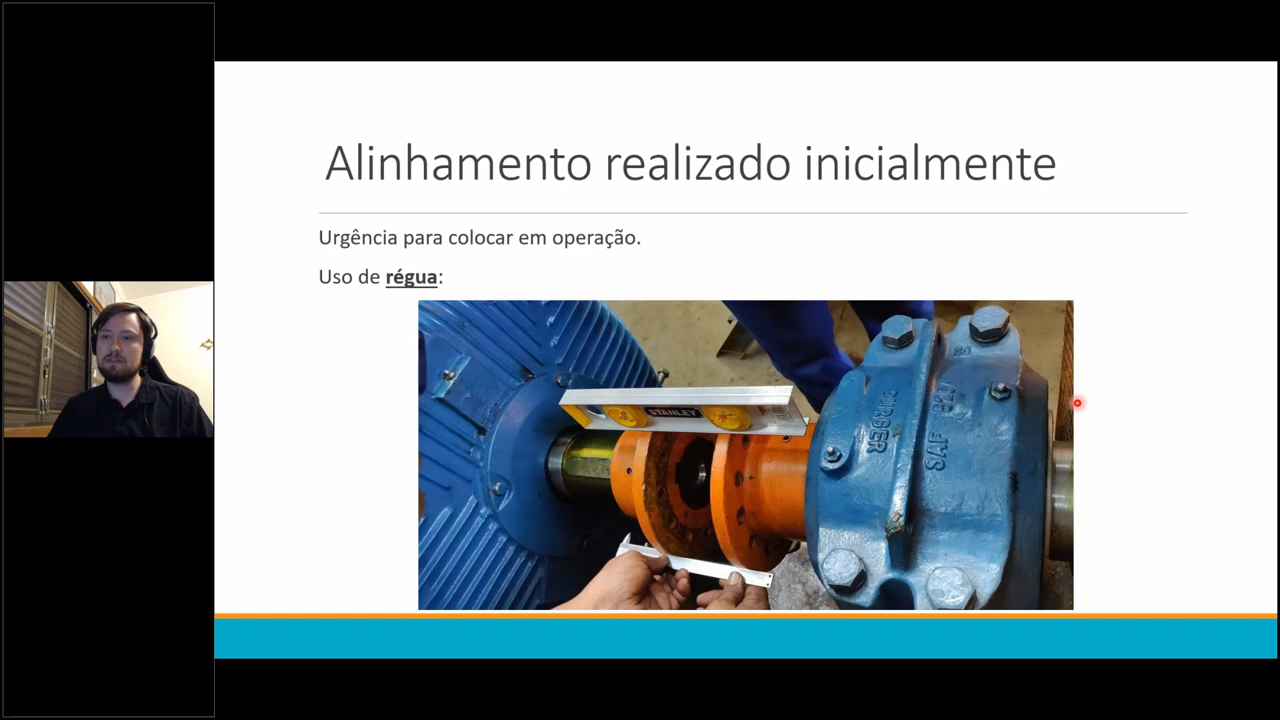 Alinhamento realizado inicialmente
Urgência para colocar em operação.
Uso de régua:
STANLEY